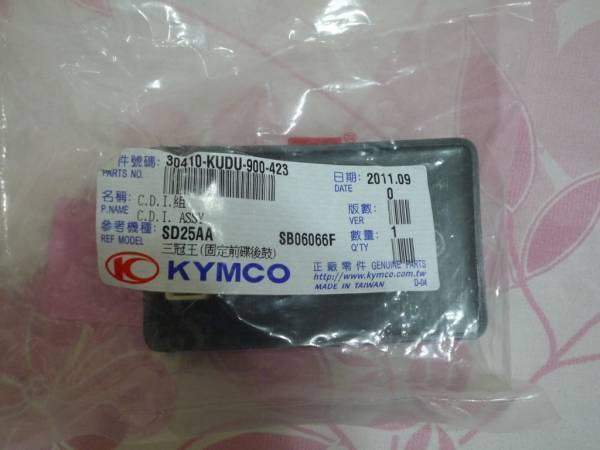 件號碼: 30410-KUDU-900-423
PARTS NO.
日期: 2011.09
DATE
名稱: C.D.I.組
P.NAME C.D.I. ASSY
0
版數:
VER
參考機種: SD25AA SB06066F
REF MODEL
數量: 1
Q'TY
三冠王(固定前碟後鼓)
KYMCO
正廠零件 GENUINE PARTS
http://www.kymco.com.tw
MADE IN TAIWAN D-04